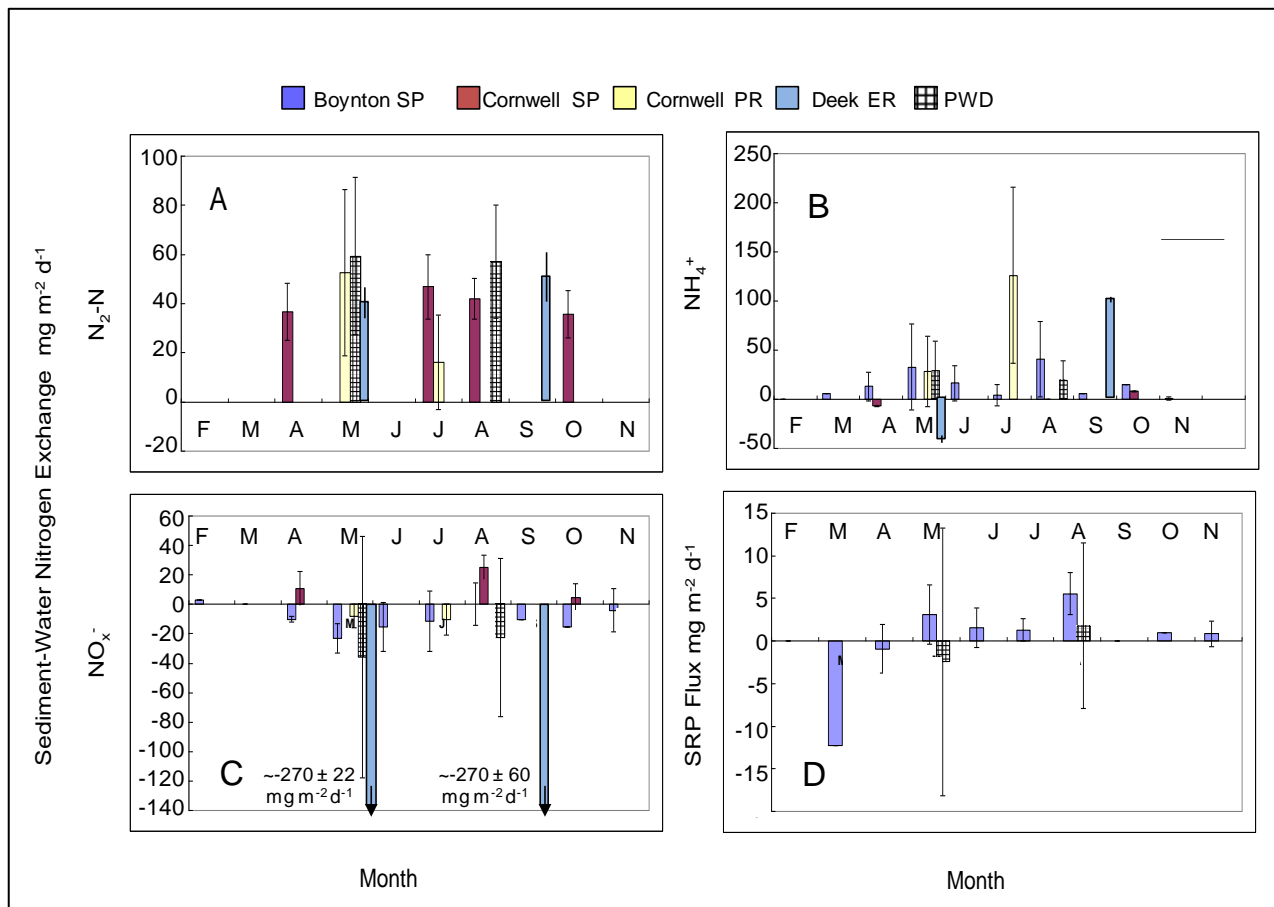 Boynton SP Cornwell SP Cornwell PR Deek ER PWD
Sediment-Water Nitrogen Exchange mg m⁻² d⁻¹
N₂-N
100
80
60
40
20
0
-20
A
F M A M J J A S O N
NH₄⁺
250
200
150
100
50
0
-50
B
F M A M J J A S O N
NOₓ⁻
60
40
20
0
-20
-40
-60
-80
-100
-120
-140
F M A M J J A S O N
M J
C
~-270 ± 22
mg m⁻² d⁻¹
~-270 ± 60
mg m⁻² d⁻¹
SRP Flux mg m⁻² d⁻¹
15
10
5
0
-5
-10
-15
F M A M J J A S O N
D
Month
Month